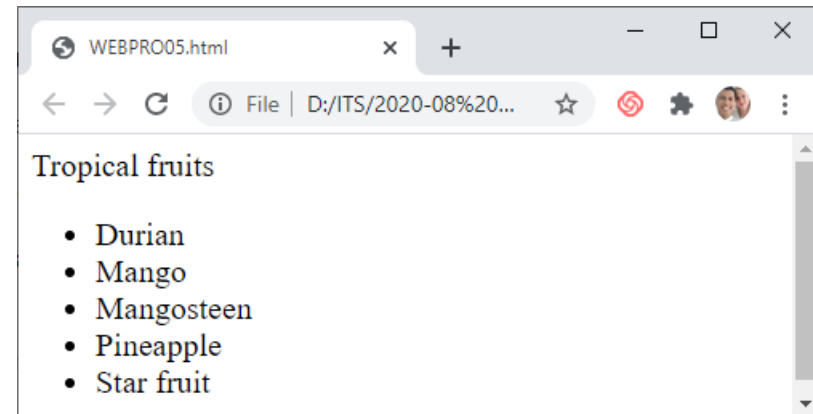 WEBPRO05.html
File | D:/ITS/2020-08%20...
Tropical fruits
• Durian
• Mango
• Mangosteen
• Pineapple
• Star fruit